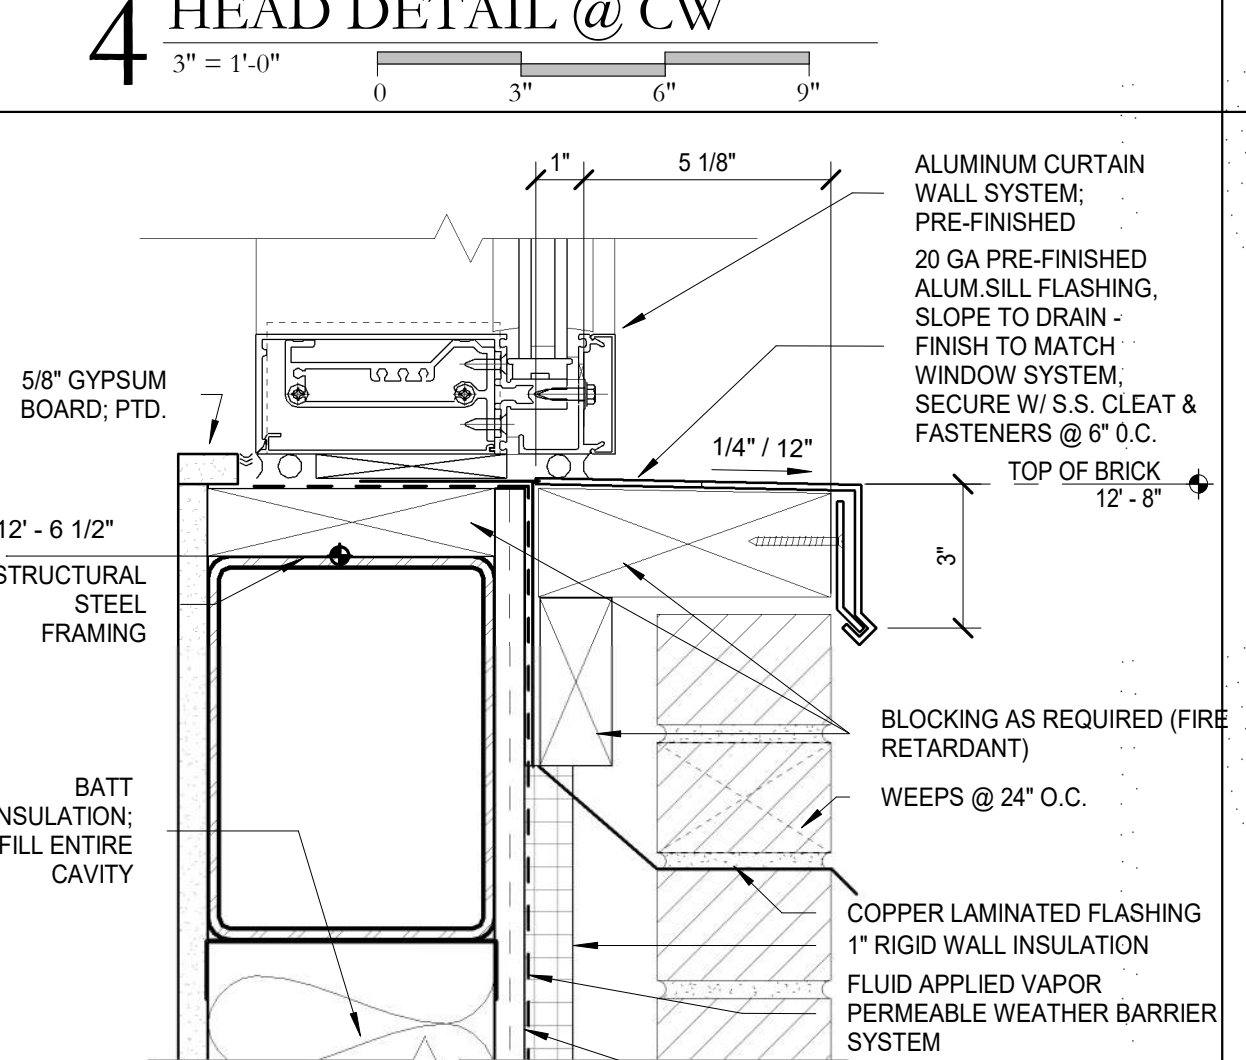 4
HEAD DETAIL @ CW
3" = 1'-0"
0 3" 6" 9"
1" 5 1/8"
ALUMINUM CURTAIN
WALL SYSTEM;
PRE-FINISHED
20 GA PRE-FINISHED
ALUM.SILL FLASHING,
SLOPE TO DRAIN -
FINISH TO MATCH
WINDOW SYSTEM,
SECURE W/ S.S. CLEAT &
FASTENERS @ 6" O.C.
5/8" GYPSUM
BOARD; PTD.
1/4" / 12"
TOP OF BRICK
12' - 8"
12' - 6 1/2"
3"
STRUCTURAL
STEEL
FRAMING
BLOCKING AS REQUIRED (FIRE
RETARDANT)
WEEPS @ 24" O.C.
BATT
NSULATION;
FILL ENTIRE
CAVITY
COPPER LAMINATED FLASHING
1" RIGID WALL INSULATION
FLUID APPLIED VAPOR
PERMEABLE WEATHER BARRIER
SYSTEM